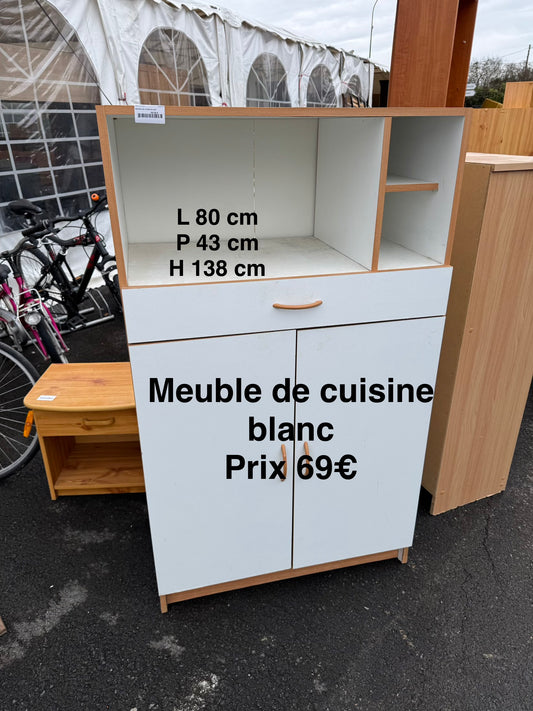 L 80 cm
P 43 cm
H 138 cm
Meuble de cuisine
blanc
Prix 69€